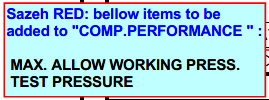 Sazeh RED: bellow items to be
added to "COMP.PERFORMANCE " :
MAX. ALLOW WORKING PRESS.
TEST PRESSURE